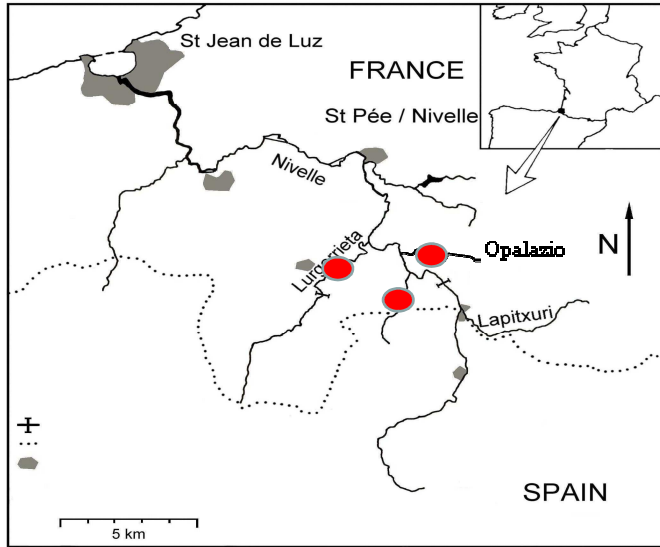 St Jean de Luz
FRANCE
St Pée / Nivelle
Nivelle
Lurgorrieta
Opalazio
N
Lapitxuri
SPAIN
5 km